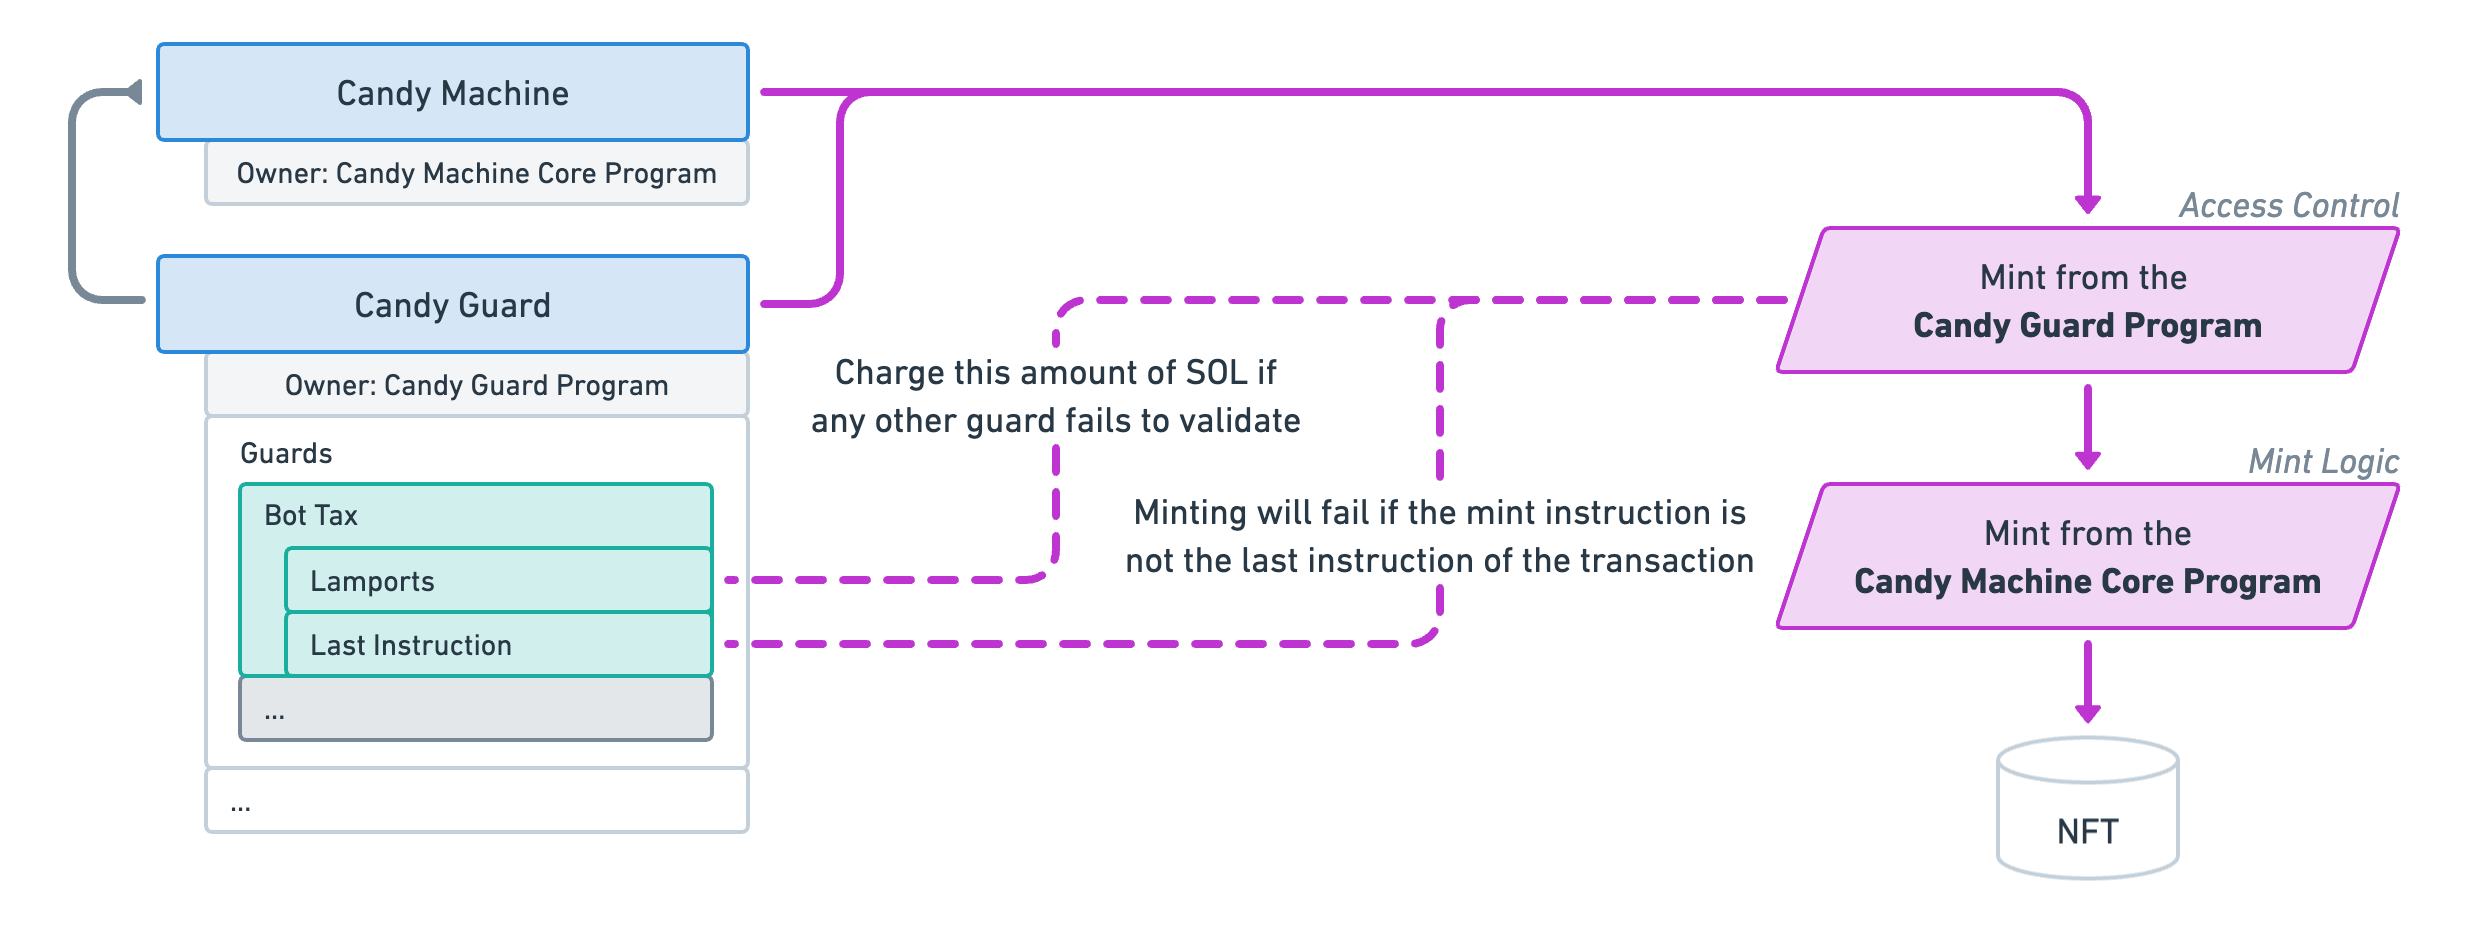 Candy Machine
Owner: Candy Machine Core Program
Candy Guard
Owner: Candy Guard Program
Guards
Bot Tax
Lamports
Last Instruction
...
...
Charge this amount of SOL if
any other guard fails to validate
Minting will fail if the mint instruction is
not the last instruction of the transaction
Access Control
Mint from the
Candy Guard Program
Mint Logic
Mint from the
Candy Machine Core Program
NFT